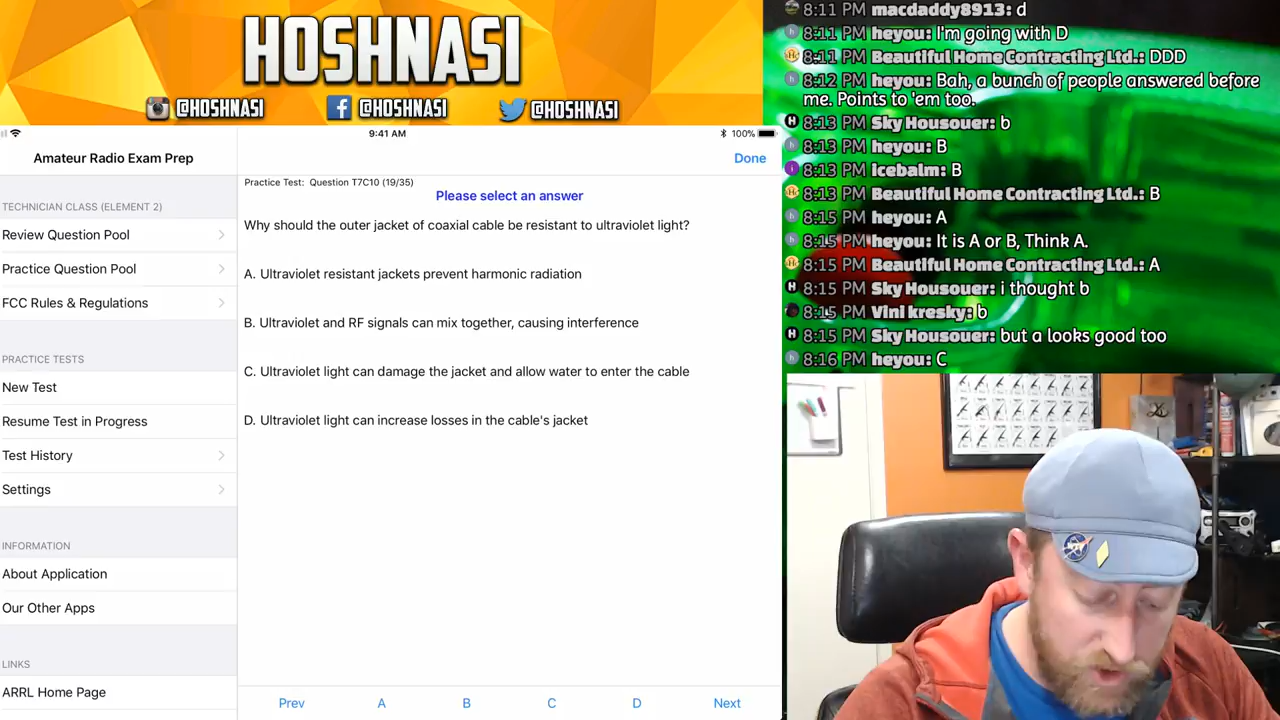 HOSHNASI
@HOSHNASI
@HOSHNASI
@HOSHNASI
9:41 AM
100%
Amateur Radio Exam Prep
Done
TECHNICIAN CLASS (ELEMENT 2)
Review Question Pool
Practice Question Pool
FCC Rules & Regulations
PRACTICE TESTS
New Test
Resume Test in Progress
Test History
Settings
INFORMATION
About Application
Our Other Apps
LINKS
ARRL Home Page
Practice Test: Question T7C10 (19/35)
Please select an answer
Why should the outer jacket of coaxial cable be resistant to ultraviolet light?
A. Ultraviolet resistant jackets prevent harmonic radiation
B. Ultraviolet and RF signals can mix together, causing interference
C. Ultraviolet light can damage the jacket and allow water to enter the cable
D. Ultraviolet light can increase losses in the cable's jacket
Prev A B C D Next
8:11 PM macdaddy8913: d
8:11 PM heyou: I'm going with D
8:11 PM Beautiful Home Contracting Ltd.: DDD
8:12 PM heyou: Bah, a bunch of people answered before
me. Points to 'em too.
8:13 PM Sky Housouer: b
8:13 PM heyou: B
8:13 PM icebalm: B
8:13 PM Beautiful Home Contracting Ltd.: B
8:15 PM heyou: A
8:15 PM heyou: It is A or B, Think A.
8:15 PM Beautiful Home Contracting Ltd.: A
8:15 PM Sky Housouer: i thought b
8:15 PM Vini kresky: b
8:15 PM Sky Housouer: but a looks good too
8:16 PM heyou: C